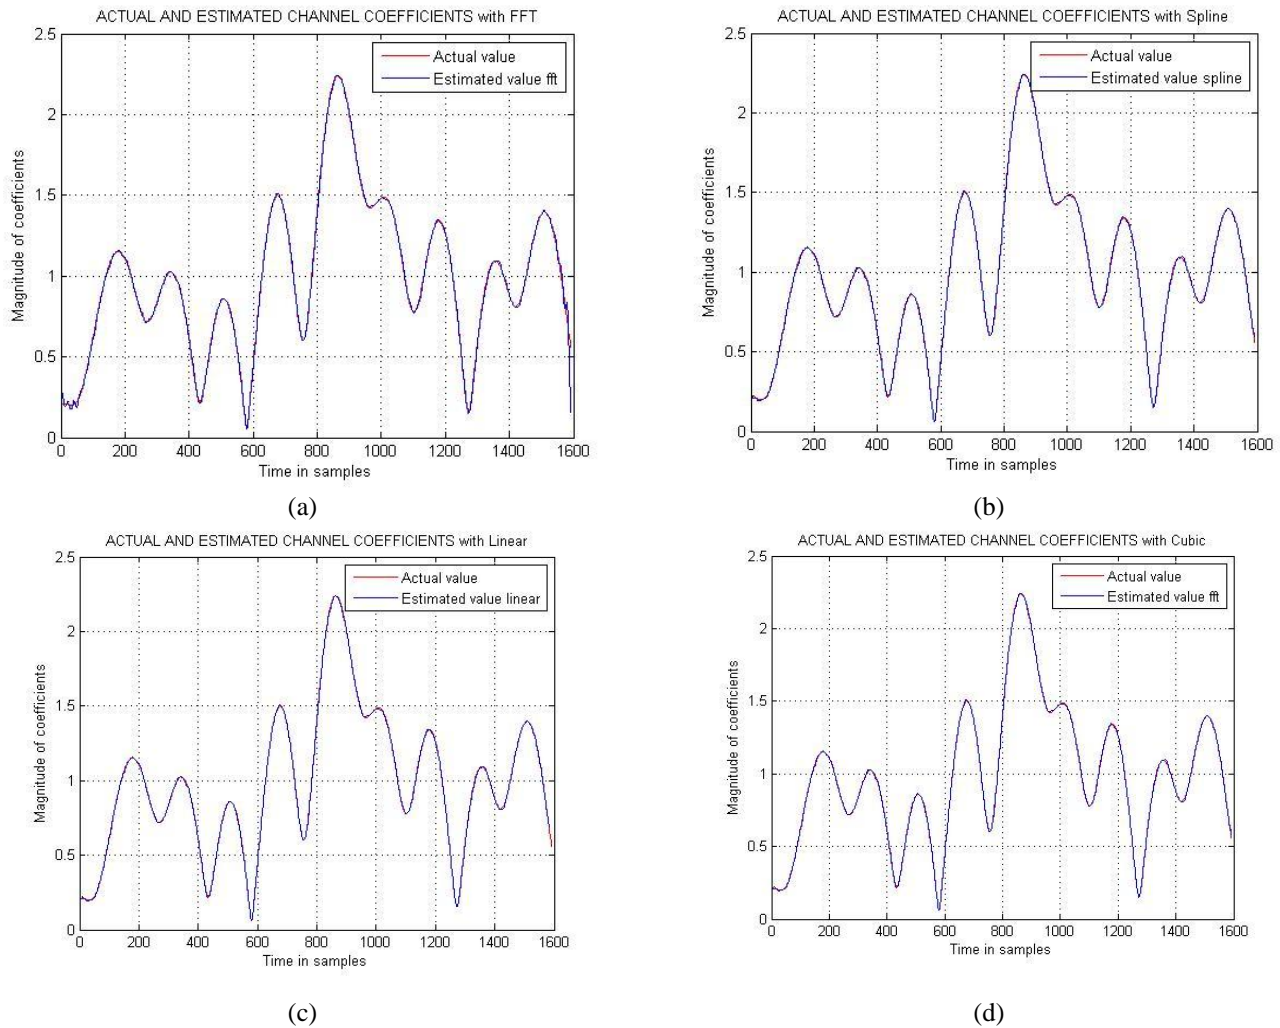 ACTUAL AND ESTIMATED CHANNEL COEFFICIENTS with FFT
2.5
2
1.5
1
0.5
0
Magnitude of coefficients
Actual value
Estimated value fft
0 200 400 600 800 1000 1200 1400 1600
Time in samples
(a)
ACTUAL AND ESTIMATED CHANNEL COEFFICIENTS with Spline
2.5
2
1.5
1
0.5
0
Magnitude of coefficients
Actual value
Estimated value spline
0 200 400 600 800 1000 1200 1400 1600
Time in samples
(b)
ACTUAL AND ESTIMATED CHANNEL COEFFICIENTS with Linear
2.5
2
1.5
1
0.5
0
Magnitude of coefficients
Actual value
Estimated value linear
0 200 400 600 800 1000 1200 1400 1600
Time in samples
(c)
ACTUAL AND ESTIMATED CHANNEL COEFFICIENTS with Cubic
2.5
2
1.5
1
0.5
0
Magnitude of coefficients
Actual value
Estimated value fft
0 200 400 600 800 1000 1200 1400 1600
Time in samples
(d)